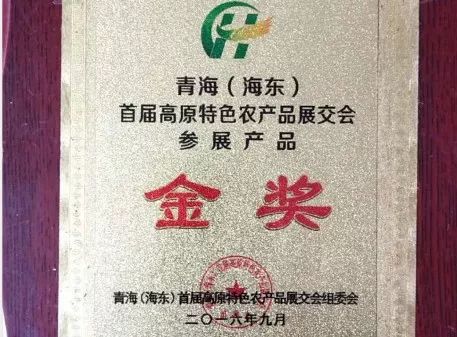 青海（海东）
首届高原特色农产品展交会
参展产品
金奖
青海（海东）首届高原特色农产品展交会组委会
二〇一六年九月